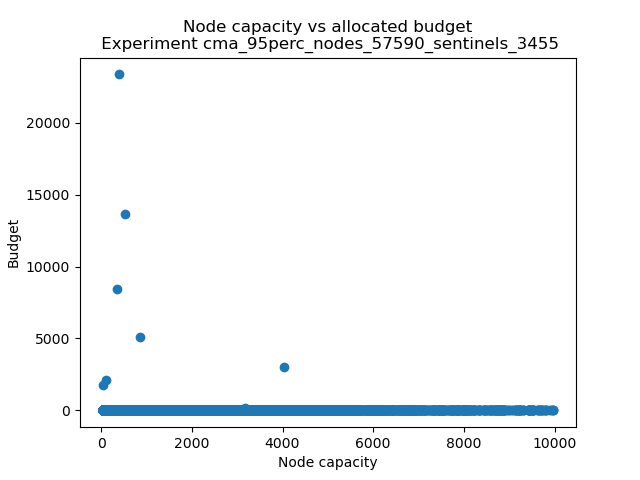 Node capacity vs allocated budget
Experiment cma_95perc_nodes_57590_sentinels_3455
Budget
20000
15000
10000
5000
0
0 2000 4000 6000 8000 10000
Node capacity